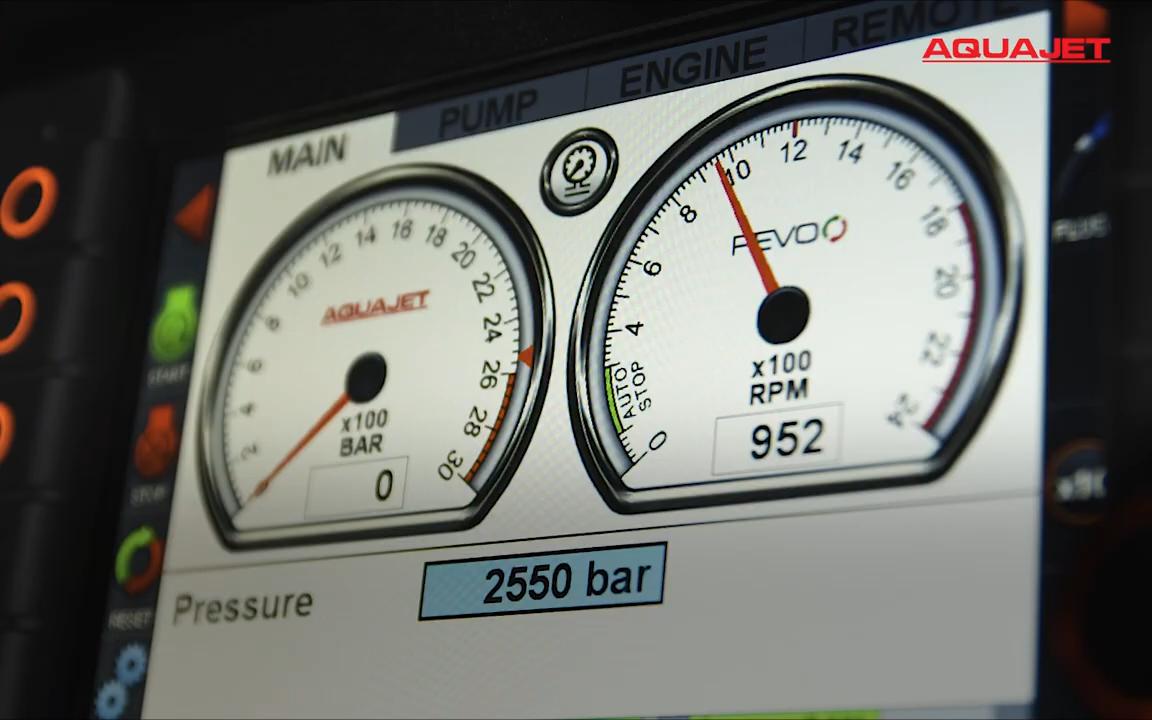 AQUAJET
MAIN
PUMP
ENGINE
REMOTE
2
4
6
8
10
12
14
16
18
20
22
24
26
28
30
AQUAJET
x100
BAR
0
0
AUTO
STOP
4
6
8
10
12
14
16
18
20
22
24
REVO
x100
RPM
952
START
STOP
RESET
PLUS
Pressure
2550 bar